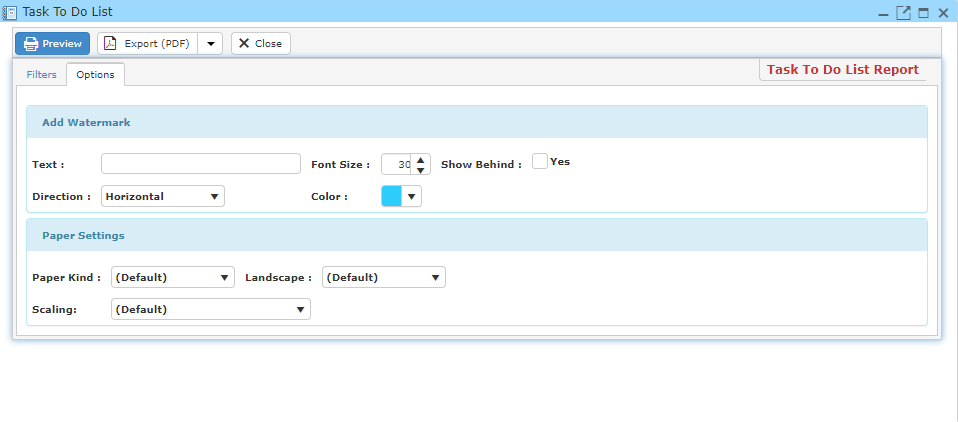 Task To Do List
Preview Export (PDF) Close
Filters Options Task To Do List Report
Add Watermark
Text : Font Size : 30 Show Behind : Yes
Direction : Horizontal Color :
Paper Settings
Paper Kind : (Default) Landscape : (Default)
Scaling: (Default)